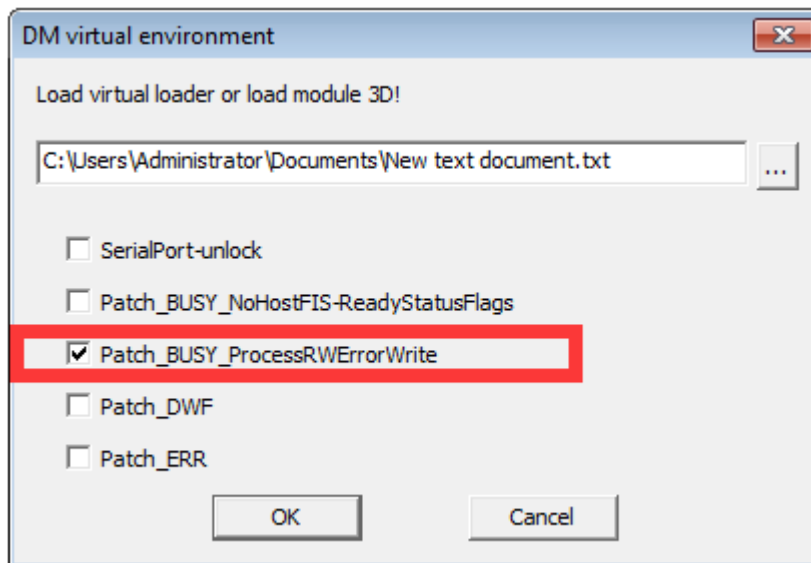 DM virtual environment
Load virtual loader or load module 3D!
C:\Users\Administrator\Documents\New text document.txt
...
SerialPort-unlock
Patch_BUSY_NoHostFIS-ReadyStatusFlags
Patch_BUSY_ProcessRWErrorWrite
Patch_DWF
Patch_ERR
OK
Cancel